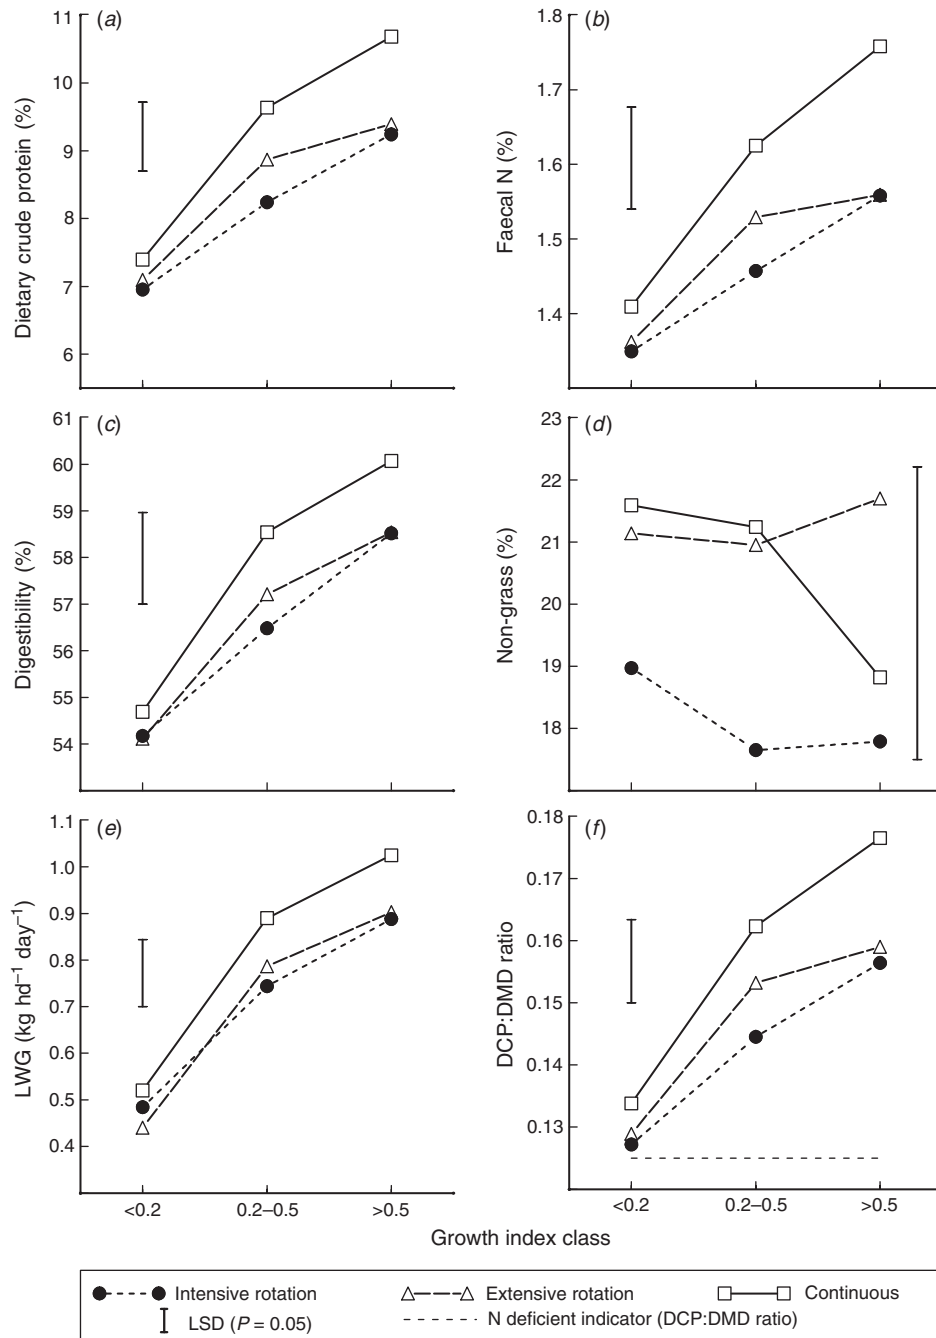 (a)
Dietary crude protein (%)
11
10
9
8
7
6
(b)
Faecal N (%)
1.8
1.7
1.6
1.5
1.4
(c)
Digestibility (%)
61
60
59
58
57
56
55
54
(d)
Non-grass (%)
23
22
21
20
19
18
(e)
LWG (kg hd⁻¹ day⁻¹)
1.1
1.0
0.9
0.8
0.7
0.6
0.5
0.4
<0.2 0.2–0.5 >0.5
(f)
DCP:DMD ratio
0.18
0.17
0.16
0.15
0.14
0.13
<0.2 0.2–0.5 >0.5
Growth index class
Intensive rotation Extensive rotation Continuous
LSD (P = 0.05) N deficient indicator (DCP:DMD ratio)